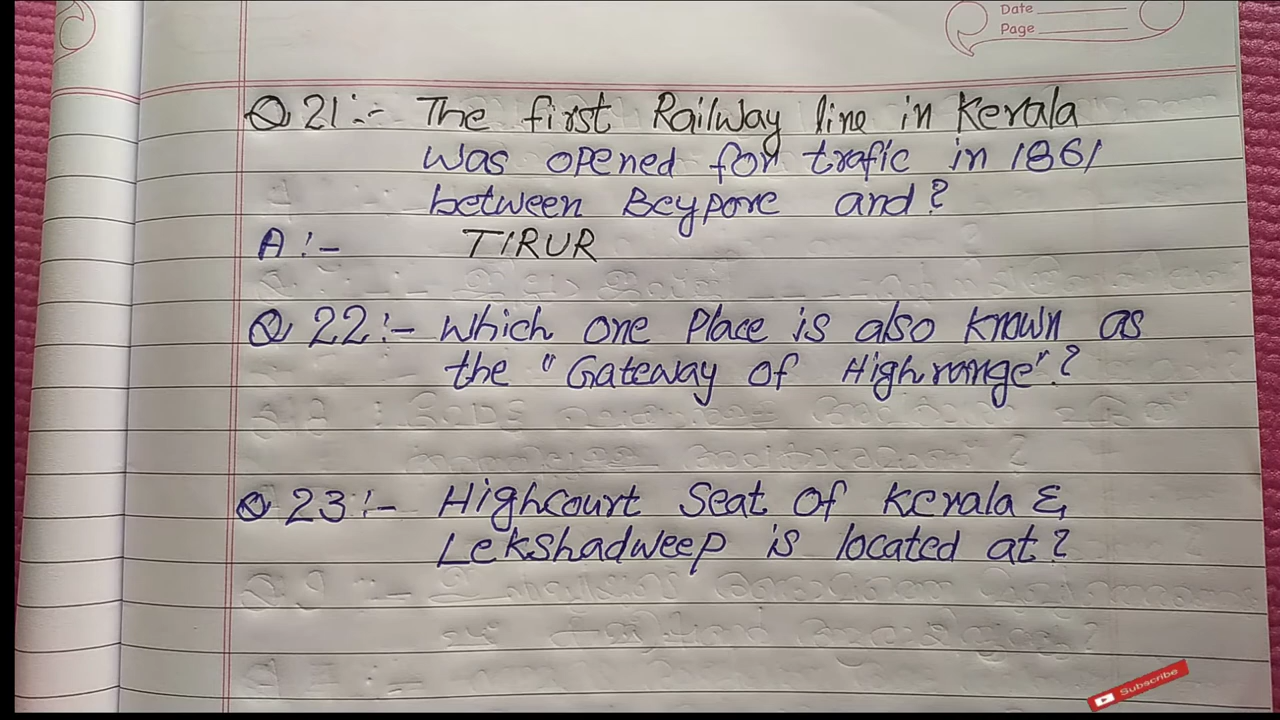 Date
Page
Q 21:- The first Railway line in Kerala
was opened for trafic in 1861
between Beypore and?
A:- TIRUR
Q 22:- Which one Place is also known as
the "Gateway of Highrange"?
Q 23:- Highcourt Seat of Kerala &
Lekshadweep is located at?
Subscribe